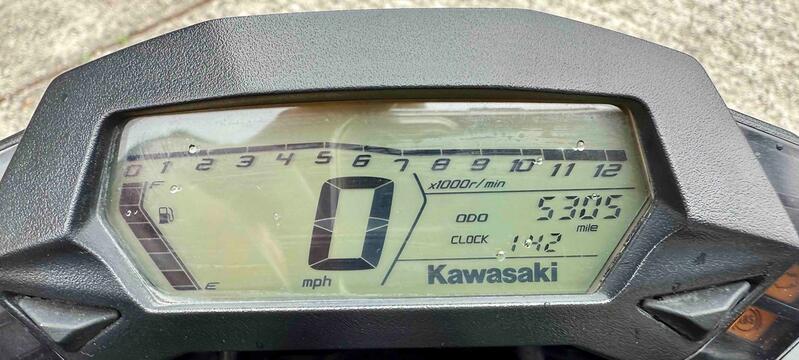 0 1 2 3 4 5 6 7 8 9 10 11 12
x1000r/min
F
0
ODO 5305
mile
CLOCK 1 42
E
mph
Kawasaki